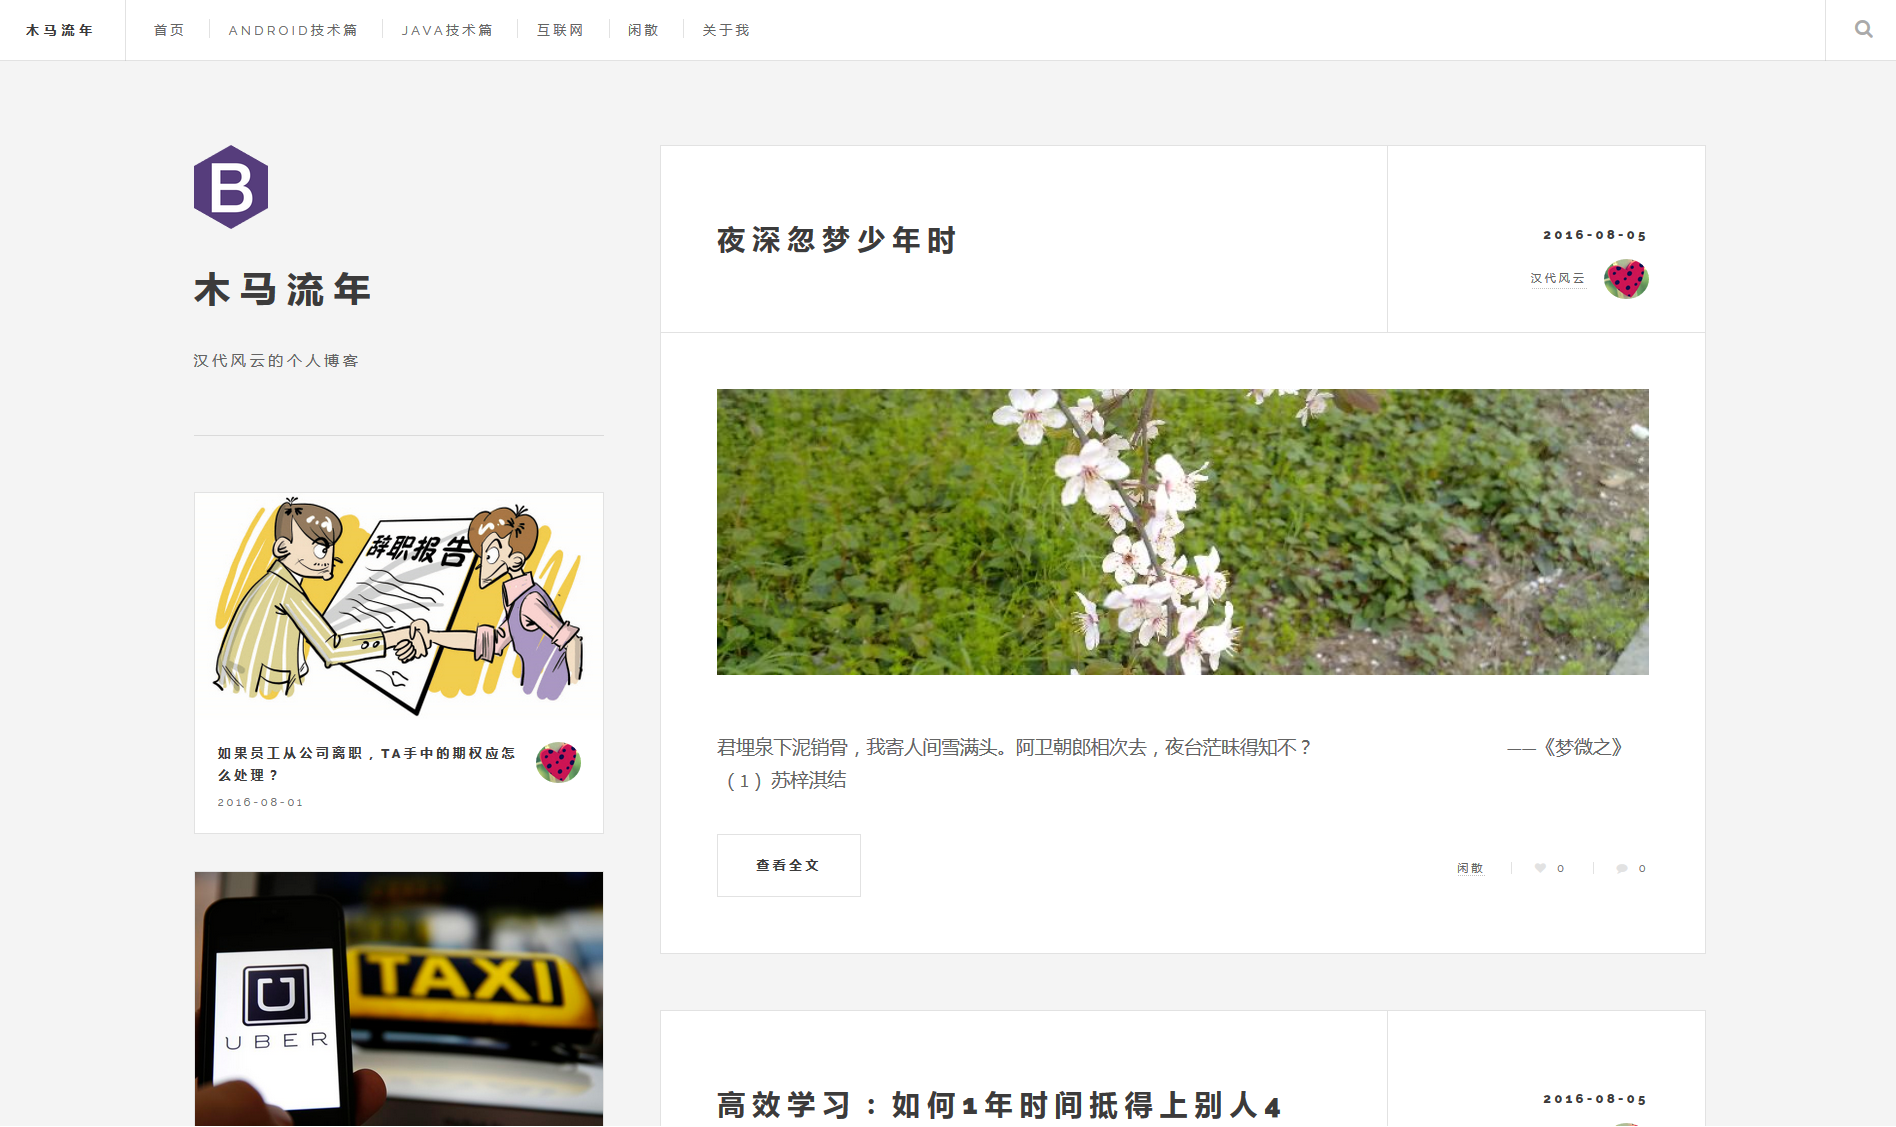 木马流年
首页
ANDROID技术篇
JAVA技术篇
互联网
闲散
关于我
B
木马流年
汉代风云的个人博客
辞职报告
如果员工从公司离职，TA手中的期权应怎
么处理？
2016-08-01
TAXI
UBER
夜深忽梦少年时
2016-08-05
汉代风云
君埋泉下泥销骨，我寄人间雪满头。阿卫朝郎相次去，夜台茫昧得知不？ ——《梦微之》
（1）苏梓淇结
查看全文
闲散
0
0
高效学习：如何1年时间抵得上别人4
2016-08-05